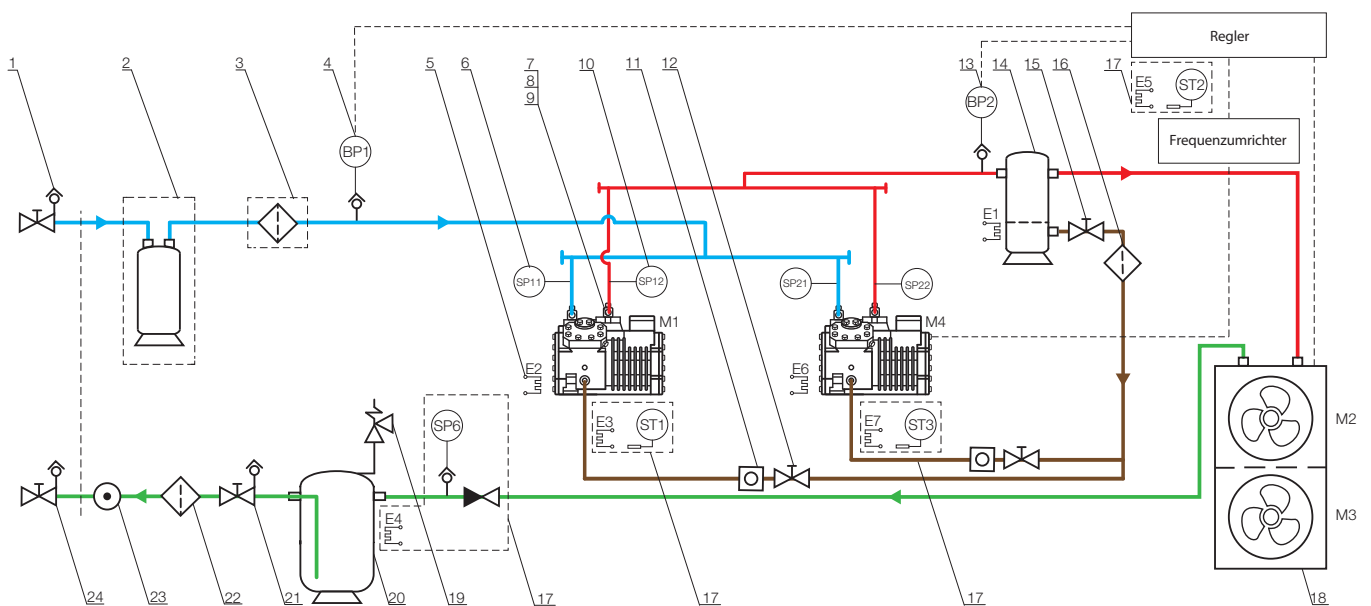 Regler
1
2
3
4
5
6
7
8
9
10
11
12
13
14
15
16
17
E5
ST2
BP2
Frequenzumrichter
BP1
E1
SP11
SP12
SP21
SP22
M1
M4
E2
E6
E3
ST1
E7
ST3
M2
SP6
M3
E4
24
23
22
21
20
19
17
17
17
18